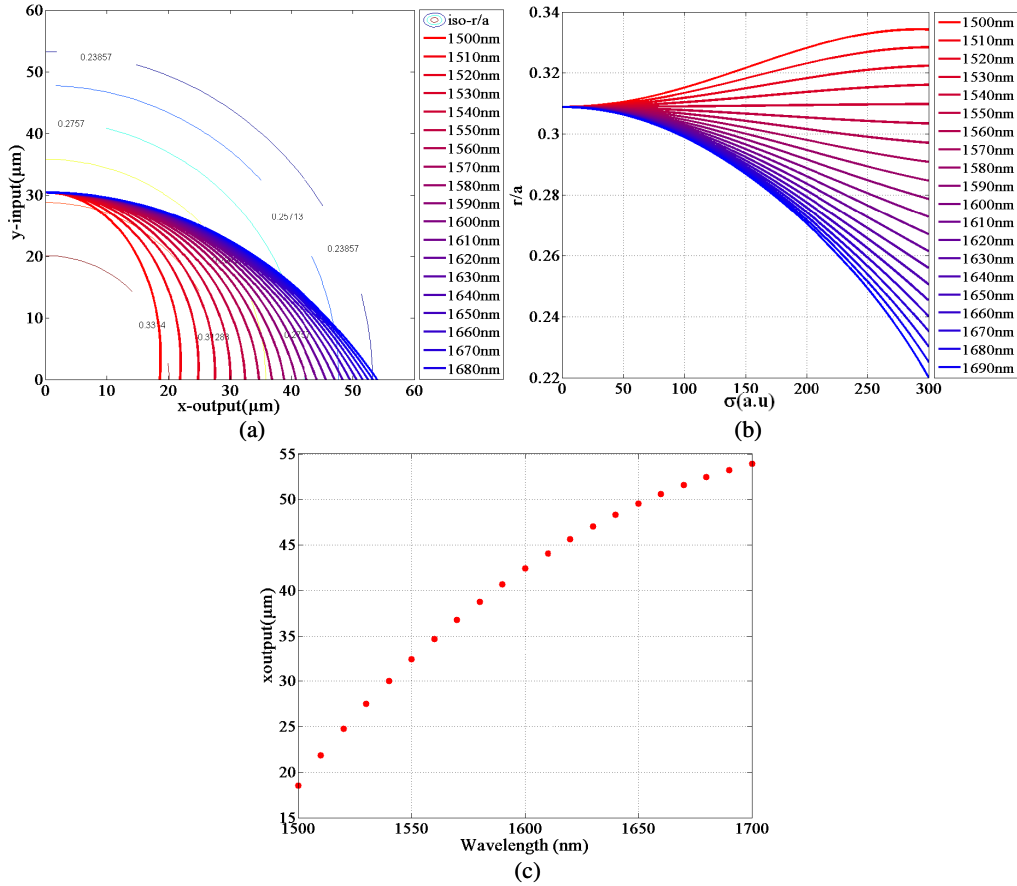 60
50
40
30
20
10
0
y-input(μm)
0.23857
0.2757
0.25713
0.23857
0.3314
0.31283
0.2757
0 10 20 30 40 50 60
x-output(μm)
(a)
iso-r/a
1500nm
1510nm
1520nm
1530nm
1540nm
1550nm
1560nm
1570nm
1580nm
1590nm
1600nm
1610nm
1620nm
1630nm
1640nm
1650nm
1660nm
1670nm
1680nm
0.34
0.32
0.3
0.28
0.26
0.24
0.22
r/a
0 50 100 150 200 250 300
σ(a.u)
(b)
1500nm
1510nm
1520nm
1530nm
1540nm
1550nm
1560nm
1570nm
1580nm
1590nm
1600nm
1610nm
1620nm
1630nm
1640nm
1650nm
1660nm
1670nm
1680nm
1690nm
55
50
45
40
35
30
25
20
15
xoutput(μm)
1500 1550 1600 1650 1700
Wavelength (nm)
(c)